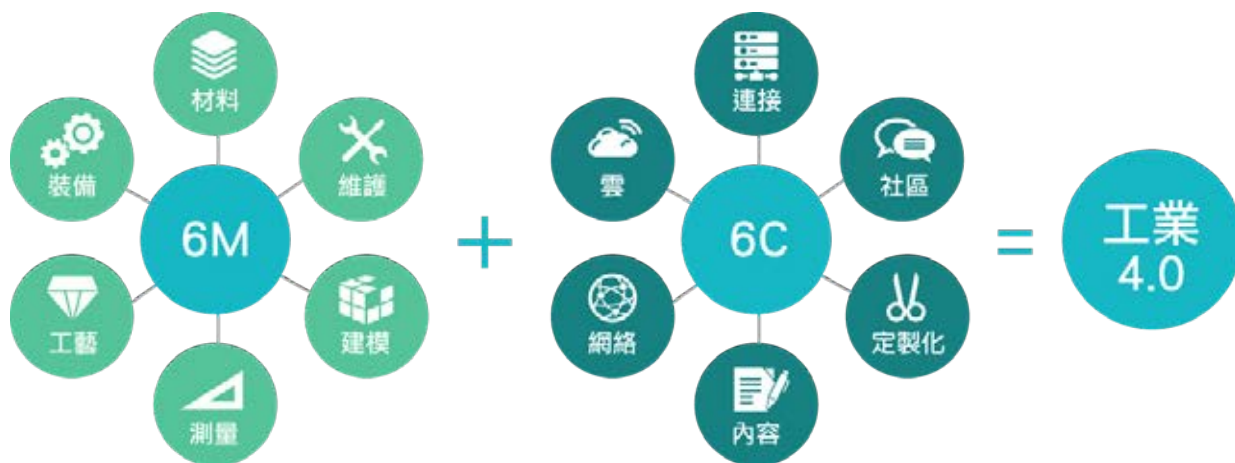 材料
裝備
維護
6M
工藝
建模
測量
+
連接
雲
社區
6C
網絡
定製化
內容
=
工業
4.0